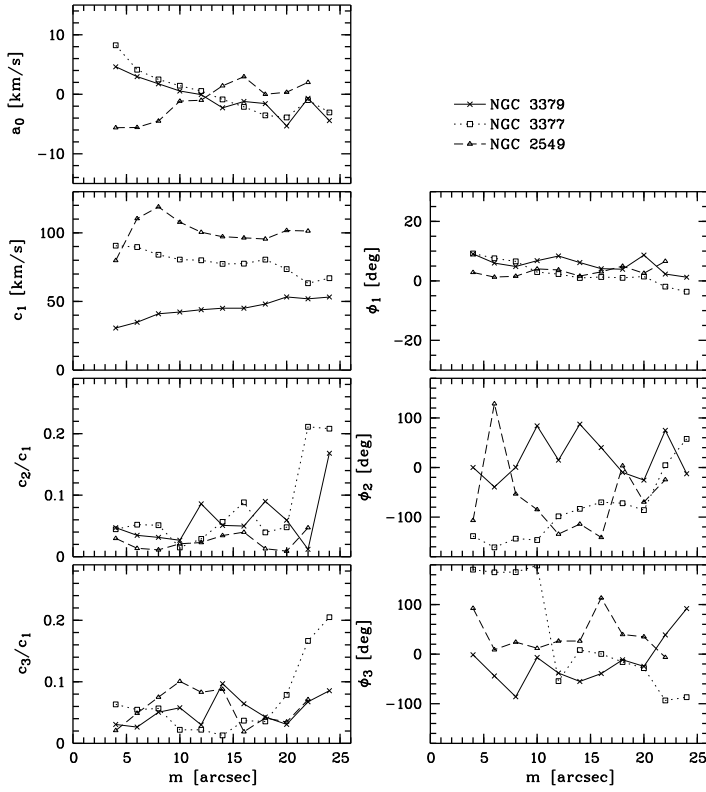 10
0
−10
a0 [km/s]
NGC 3379
NGC 3377
NGC 2549
100
50
0
c1 [km/s]
20
0
−20
ϕ1 [deg]
0.2
0.1
0
c2/c1
100
0
−100
ϕ2 [deg]
0.2
0.1
0
c3/c1
100
0
−100
ϕ3 [deg]
0 5 10 15 20 25
0 5 10 15 20 25
m [arcsec]
m [arcsec]